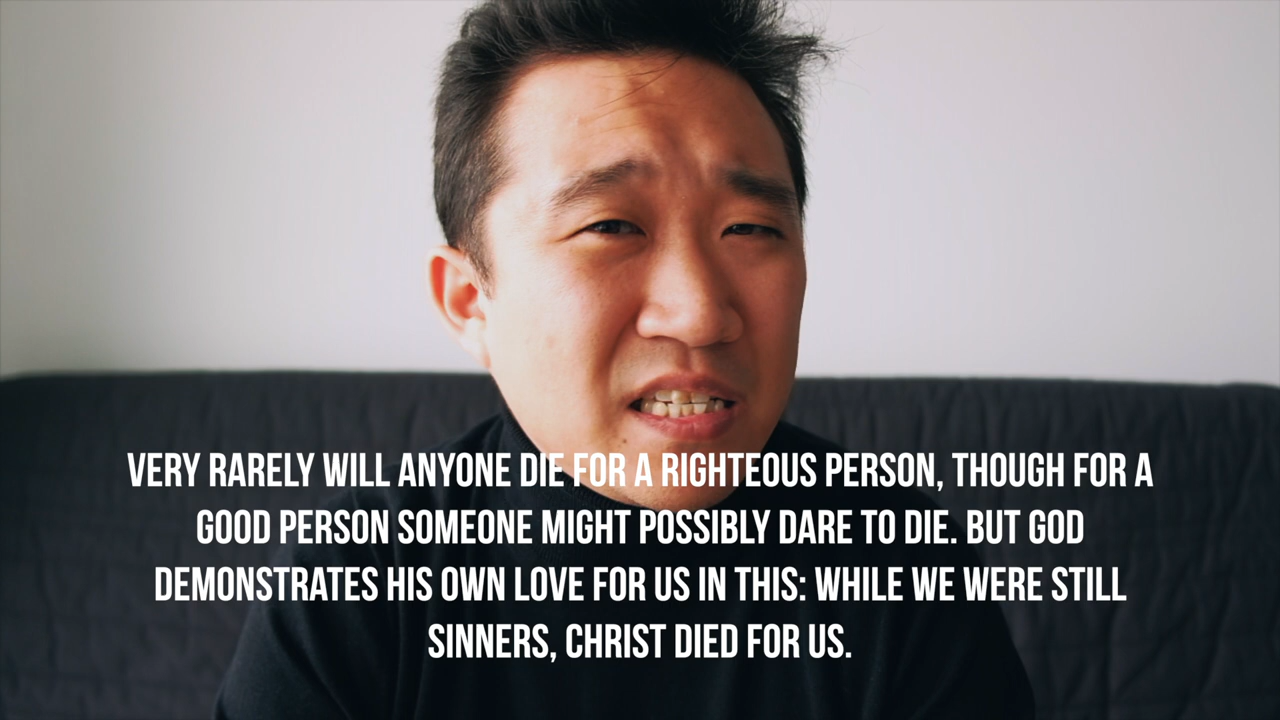 VERY RARELY WILL ANYONE DIE FOR A RIGHTEOUS PERSON, THOUGH FOR A
GOOD PERSON SOMEONE MIGHT POSSIBLY DARE TO DIE. BUT GOD
DEMONSTRATES HIS OWN LOVE FOR US IN THIS: WHILE WE WERE STILL
SINNERS, CHRIST DIED FOR US.